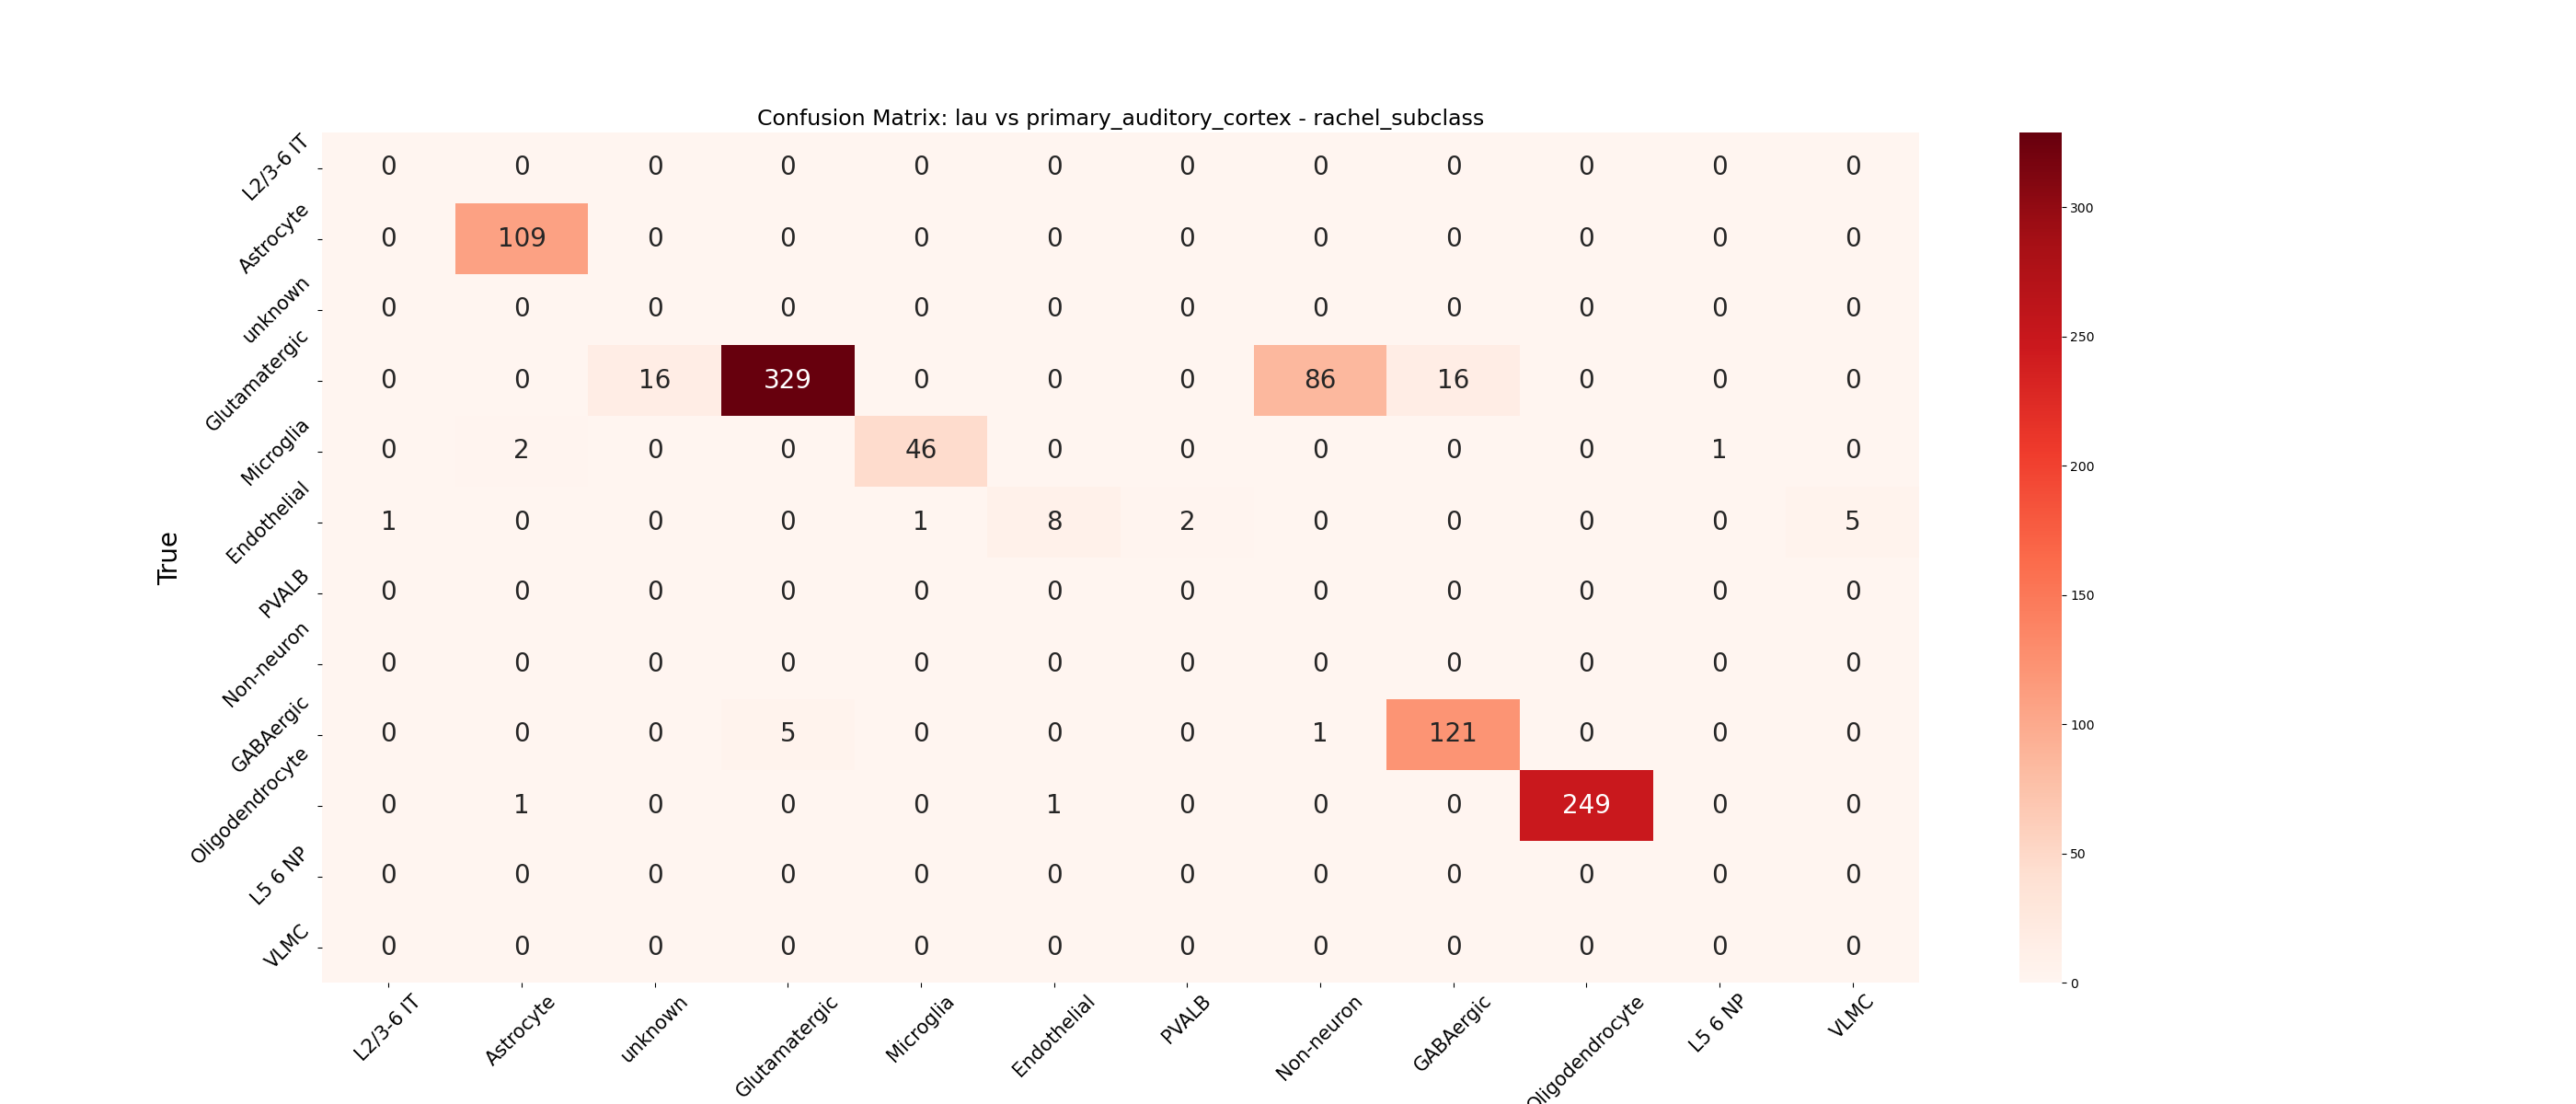 Confusion Matrix: lau vs primary_auditory_cortex - rachel_subclass
True
L2/3-6 IT 0 0 0 0 0 0 0 0 0 0 0 0
Astrocyte 0 109 0 0 0 0 0 0 0 0 0 0
unknown 0 0 0 0 0 0 0 0 0 0 0 0
Glutamatergic 0 0 16 329 0 0 0 86 16 0 0 0
Microglia 0 2 0 0 46 0 0 0 0 0 1 0
Endothelial 1 0 0 0 1 8 2 0 0 0 0 5
PVALB 0 0 0 0 0 0 0 0 0 0 0 0
Non-neuron 0 0 0 0 0 0 0 0 0 0 0 0
GABAergic 0 0 0 5 0 0 0 1 121 0 0 0
Oligodendrocyte 0 1 0 0 0 1 0 0 0 249 0 0
L5 6 NP 0 0 0 0 0 0 0 0 0 0 0 0
VLMC 0 0 0 0 0 0 0 0 0 0 0 0
L2/3-6 IT Astrocyte unknown Glutamatergic Microglia Endothelial PVALB Non-neuron GABAergic Oligodendrocyte L5 6 NP VLMC
300
250
200
150
100
50
0